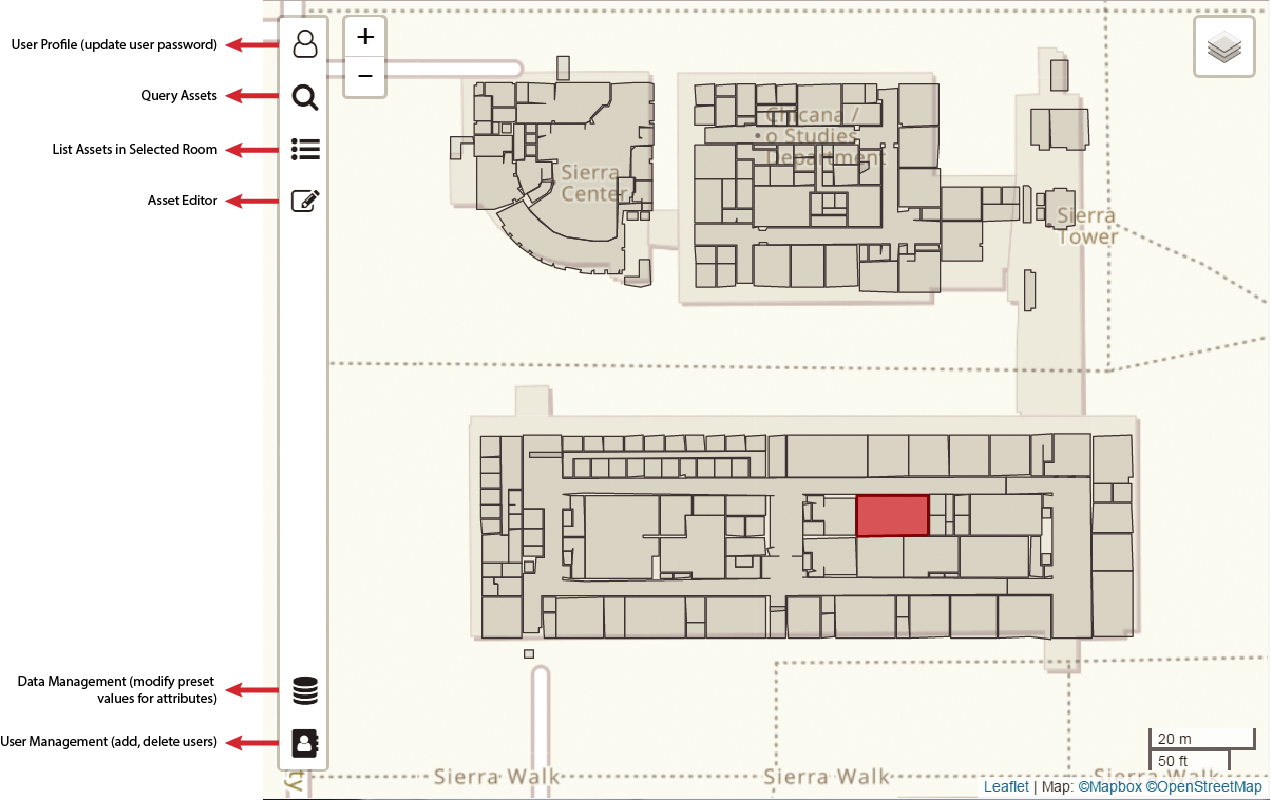 User Profile (update user password)
Query Assets
List Assets in Selected Room
Asset Editor
Data Management (modify preset
values for attributes)
User Management (add, delete users)
+
−
Chicana /
o Studies
Department
Sierra
Center
Sierra
Tower
20 m
50 ft
ty
Sierra Walk
Sierra Walk
Sierra Walk
Leaflet | Map: ©Mapbox ©OpenStreetMap